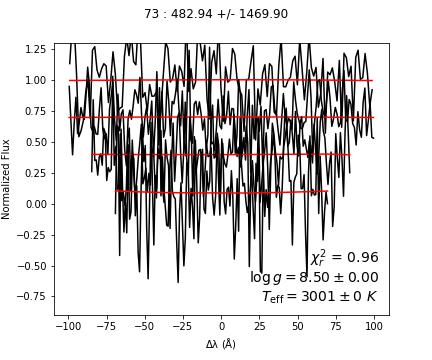 73 : 482.94 +/- 1469.90
Normalized Flux
1.25
1.00
0.75
0.50
0.25
0.00
−0.25
−0.50
−0.75
χ²ᵣ = 0.96
log g = 8.50 ± 0.00
T_eff = 3001 ± 0 K
−100 −75 −50 −25 0 25 50 75 100
Δλ (Å)